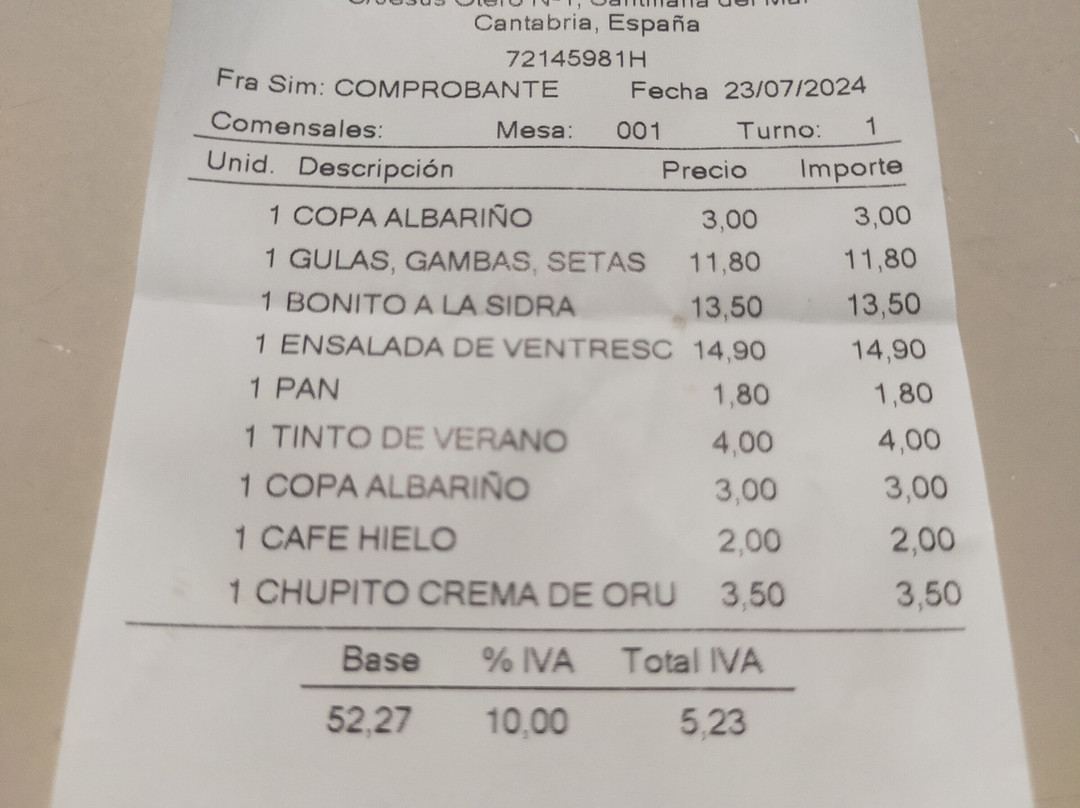 Cantabria, España
72145981H
Fra Sim: COMPROBANTE Fecha 23/07/2024
Comensales: Mesa: 001 Turno: 1
Unid. Descripción Precio Importe
1 COPA ALBARIÑO 3,00 3,00
1 GULAS, GAMBAS, SETAS 11,80 11,80
1 BONITO A LA SIDRA 13,50 13,50
1 ENSALADA DE VENTRESC 14,90 14,90
1 PAN 1,80 1,80
1 TINTO DE VERANO 4,00 4,00
1 COPA ALBARIÑO 3,00 3,00
1 CAFE HIELO 2,00 2,00
1 CHUPITO CREMA DE ORU 3,50 3,50
Base % IVA Total IVA
52,27 10,00 5,23